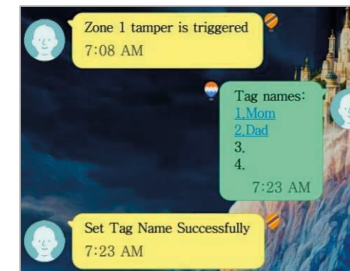 Zone 1 tamper is triggered
7:08 AM
Tag names:
1.Mom
2.Dad
3.
4.
7:23 AM
Set Tag Name Successfully
7:23 AM